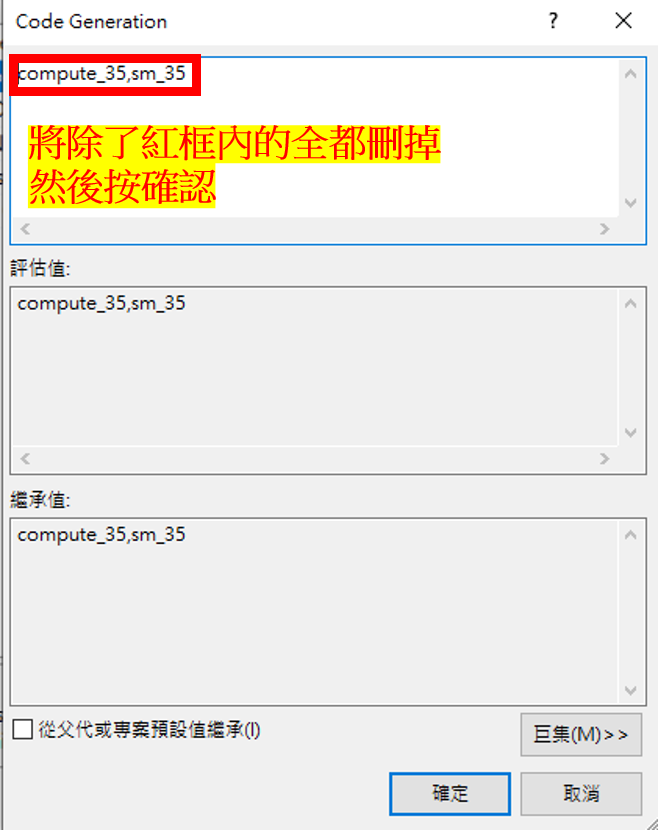 Code Generation
compute_35,sm_35
將除了紅框內的全都刪掉
然後按確認
評估值:
compute_35,sm_35
繼承值:
compute_35,sm_35
從父代或專案預設值繼承(I)
巨集(M)>>
確定
取消